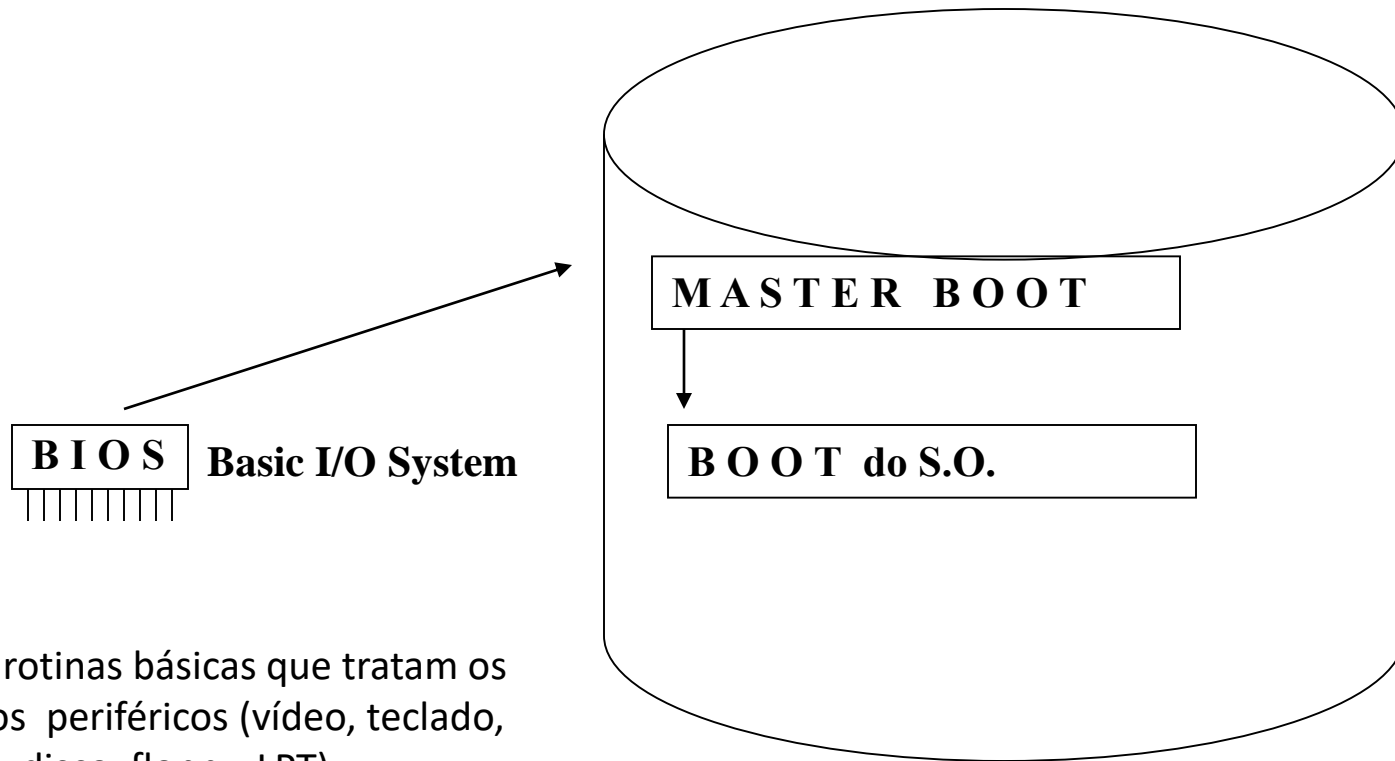 M A S T E R B O O T
B I O S Basic I/O System
B O O T do S.O.
rotinas básicas que tratam os
os periféricos (vídeo, teclado,